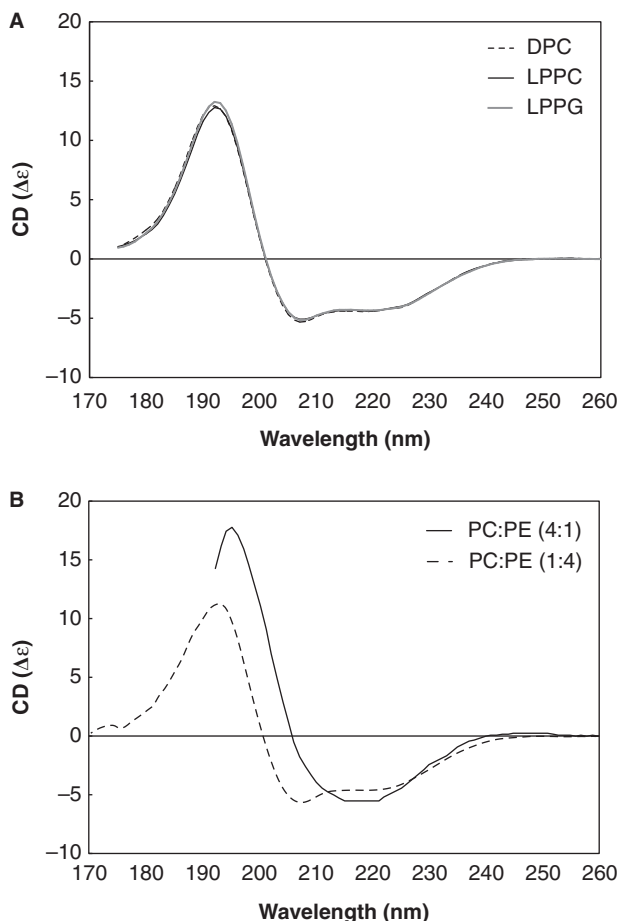 A
DPC
LPPC
LPPG
20
15
10
5
0
–5
–10
CD (Δε)
170 180 190 200 210 220 230 240 250 260
Wavelength (nm)
B
PC:PE (4:1)
PC:PE (1:4)
20
15
10
5
0
–5
–10
CD (Δε)
170 180 190 200 210 220 230 240 250 260
Wavelength (nm)